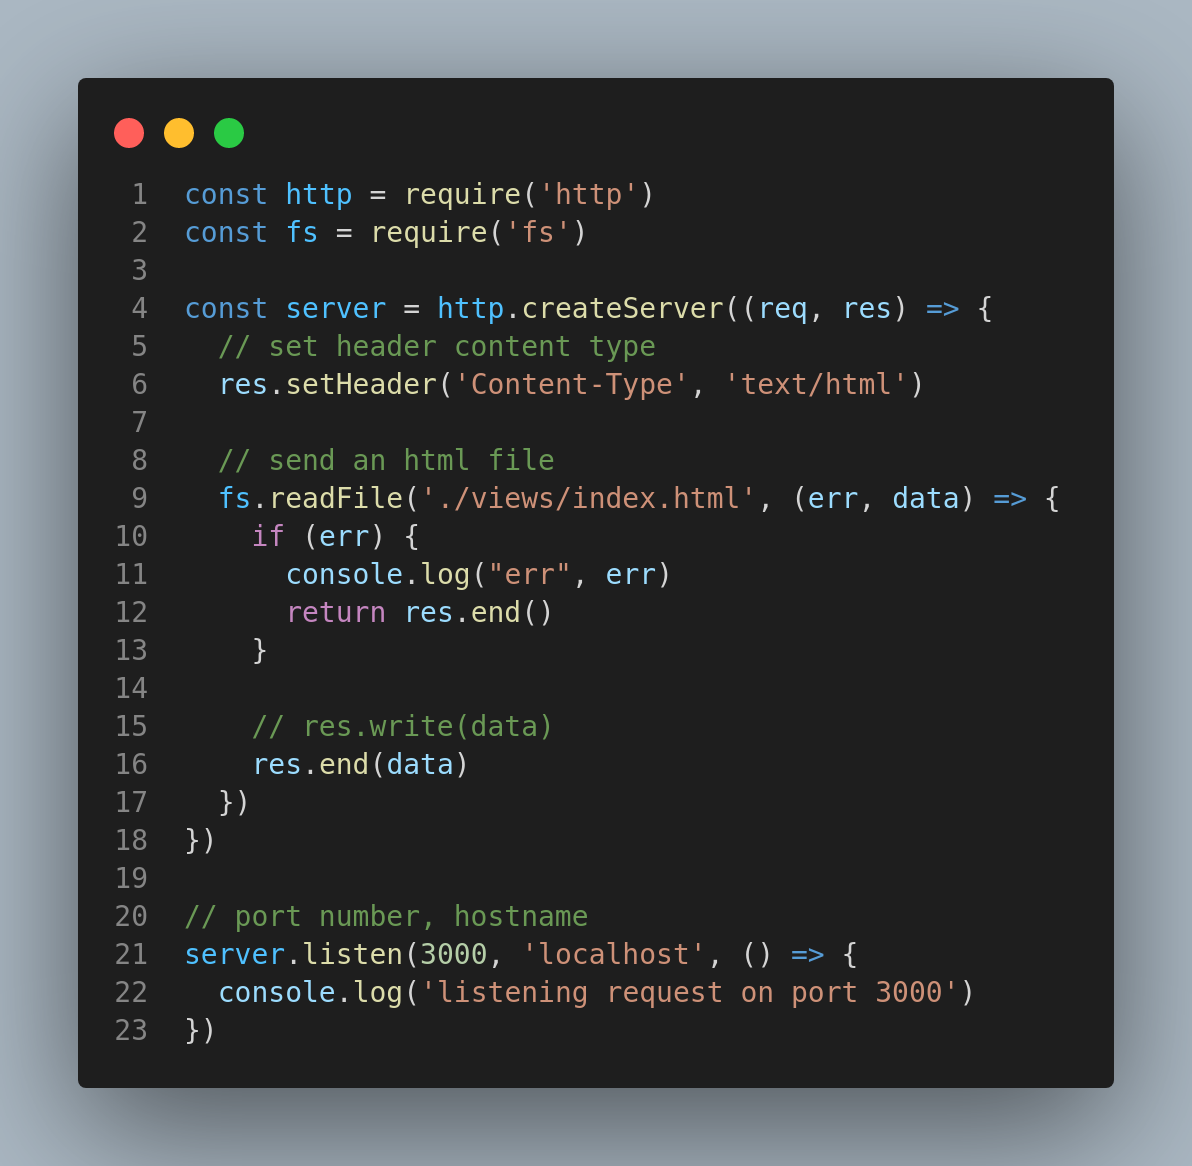 1 const http = require('http')
2 const fs = require('fs')
3
4 const server = http.createServer((req, res) => {
5   // set header content type
6   res.setHeader('Content-Type', 'text/html')
7
8   // send an html file
9   fs.readFile('./views/index.html', (err, data) => {
10     if (err) {
11       console.log("err", err)
12       return res.end()
13     }
14
15     // res.write(data)
16     res.end(data)
17   })
18 })
19
20 // port number, hostname
21 server.listen(3000, 'localhost', () => {
22   console.log('listening request on port 3000')
23 })